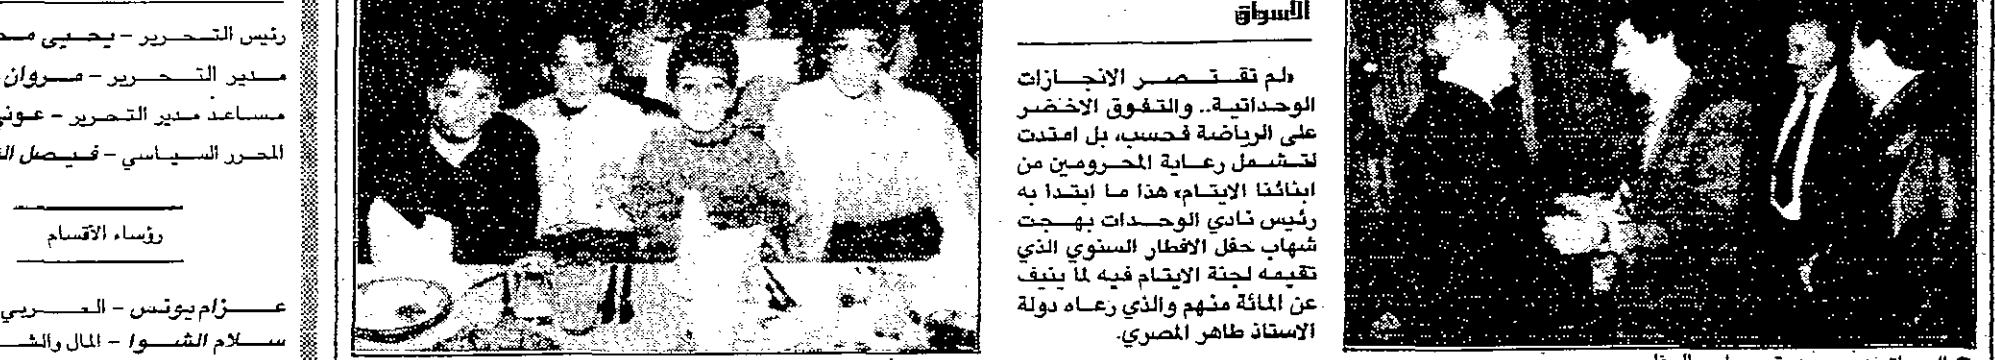 الأسواق
«لم تقتصر الانجازات
الوحداتية.. والتفوق الاخضر
على الرياضة فحسب، بل امتدت
لتشمل رعاية المحرومين من
ابنائنا الايتام» هذا ما ابتدا به
رئيس نادي الوحدات بهجت
شهاب حفل الافطار السنوي الذي
تقيمه لجنة الايتام فيه لما ينيف
عن المائة منهم والذي رعاه دولة
الاستاذ طاهر المصري.
رئيس التحرير – يحيى
مدير التحرير – مروان
مساعد مدير التحرير – عوني
المحرر السياسي – فيصل
رؤساء الأقسام
عزام يونس – العربي
سلام الشوا – المال